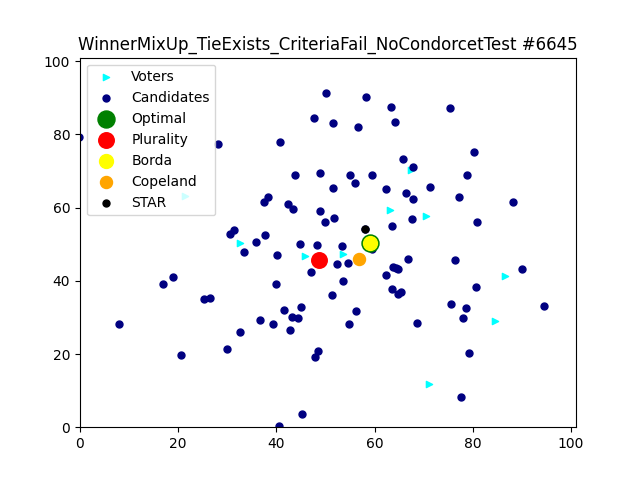 WinnerMixUp_TieExists_CriteriaFail_NoCondorcetTest #6645
100
80
60
40
20
0
Voters
Candidates
Optimal
Plurality
Borda
Copeland
STAR
0 20 40 60 80 100